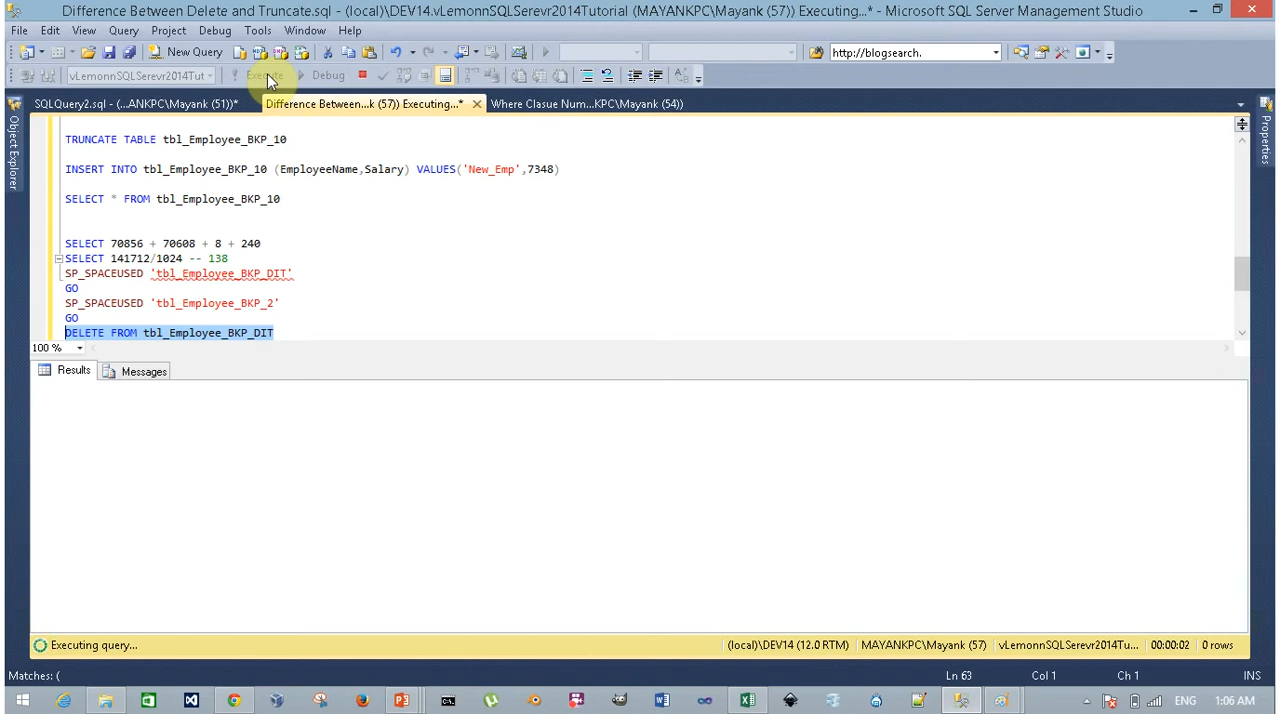 Difference Between Delete and Truncate.sql - (local)\DEV14.vLemonnSQLSerevr2014Tutorial (MAYANKPC\Mayank (57)) Executing...* - Microsoft SQL Server Management Studio
File Edit View Query Project Debug Tools Window Help
New Query http://blogsearch.
vLemonnSQLSerevr2014Tut Execute Debug
SQLQuery2.sql - (...ANKPC\Mayank (51))* Difference Between...k (57)) Executing...* Where Clasue Num...KPC\Mayank (54))
Object Explorer
Properties
TRUNCATE TABLE tbl_Employee_BKP_10
INSERT INTO tbl_Employee_BKP_10 (EmployeeName,Salary) VALUES('New_Emp',7348)
SELECT * FROM tbl_Employee_BKP_10
SELECT 70856 + 70608 + 8 + 240
SELECT 141712/1024 -- 138
SP_SPACEUSED 'tbl_Employee_BKP_DIT'
GO
SP_SPACEUSED 'tbl_Employee_BKP_2'
GO
DELETE FROM tbl_Employee_BKP_DIT
100 %
Results Messages
Executing query... (local)\DEV14 (12.0 RTM) MAYANKPC\Mayank (57) vLemonnSQLSerevr2014Tu... 00:00:02 0 rows
Matches: ( Ln 63 Col 1 Ch 1 INS
ENG 1:06 AM